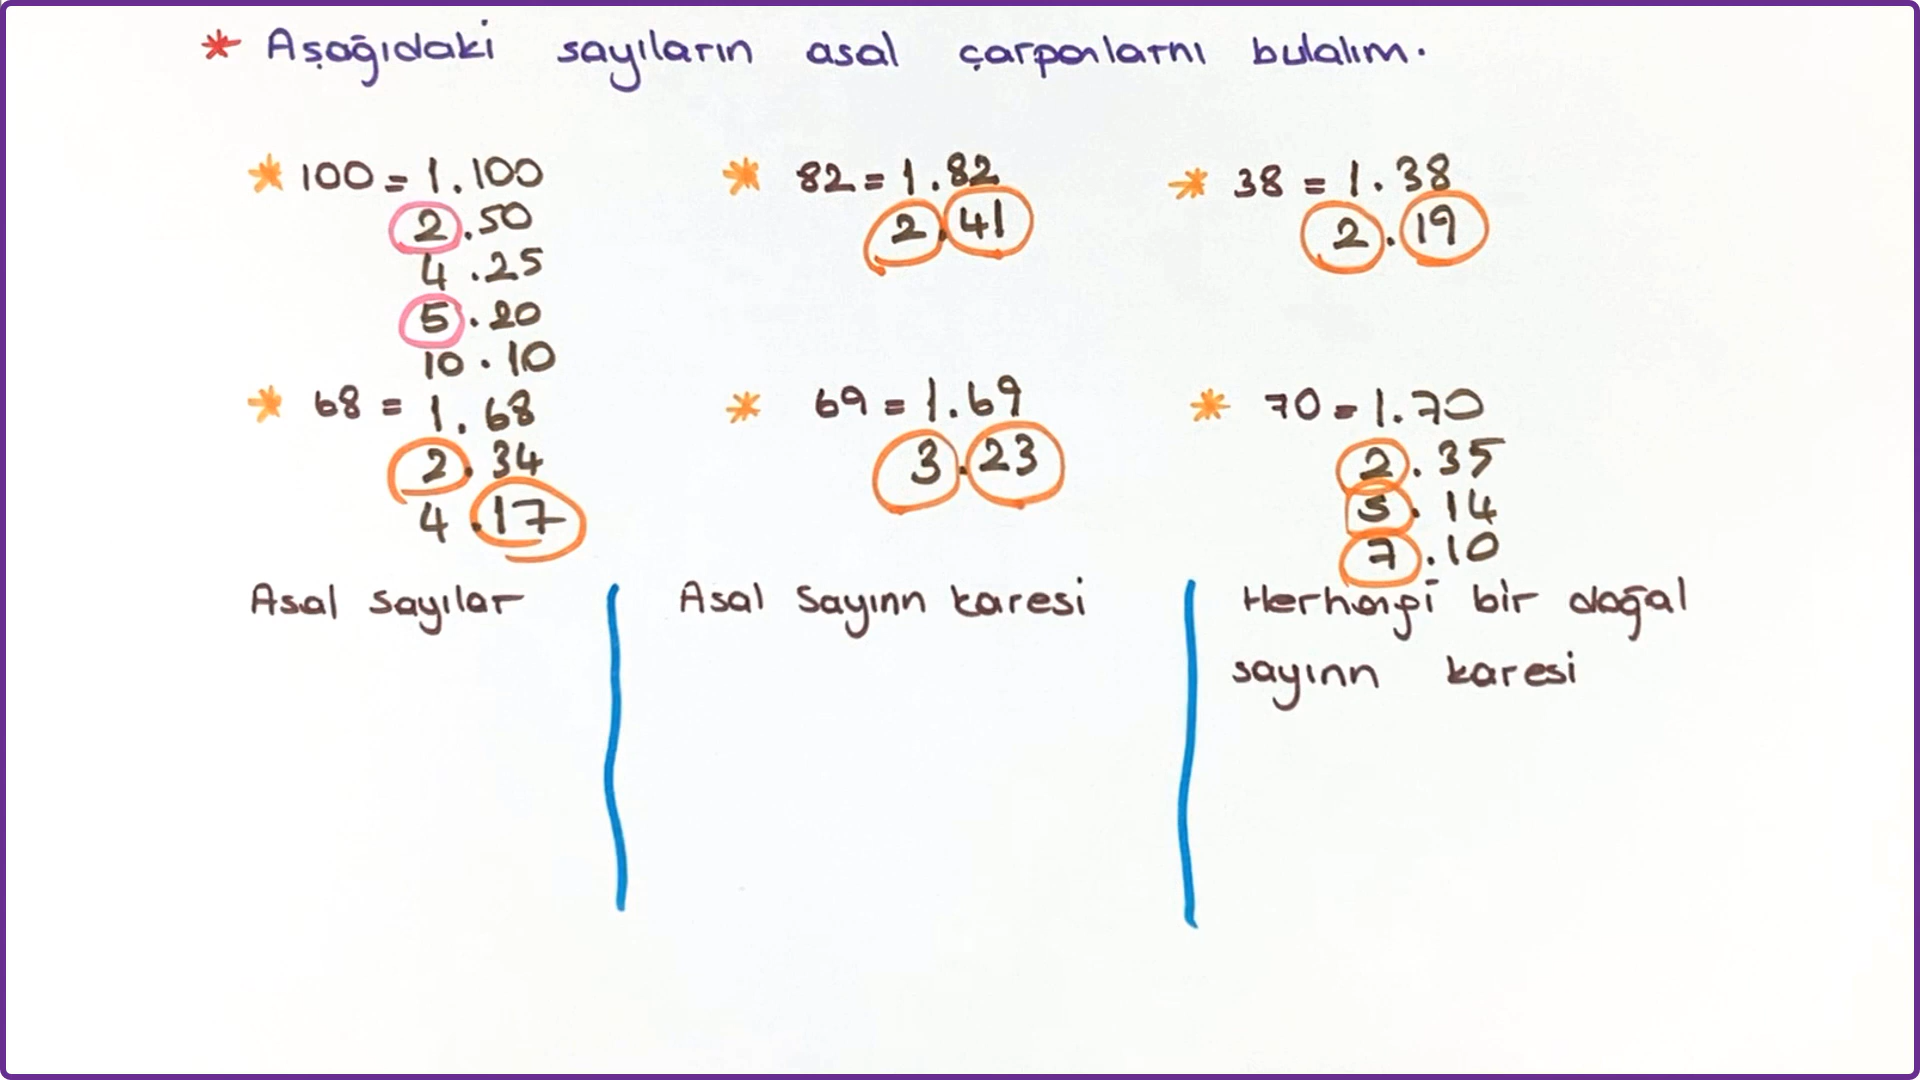 * Aşağıdaki sayıların asal çarpanlarnı bulalım.
* 100 = 1.100
2.50
4.25
5.20
10.10
* 82 = 1.82
2.41
* 38 = 1.38
2.19
* 68 = 1.68
2.34
4.17
* 69 = 1.69
3.23
* 70 = 1.70
2.35
5.14
7.10
Asal sayılar
Asal Sayının karesi
Herhangi bir doğal
sayının karesi